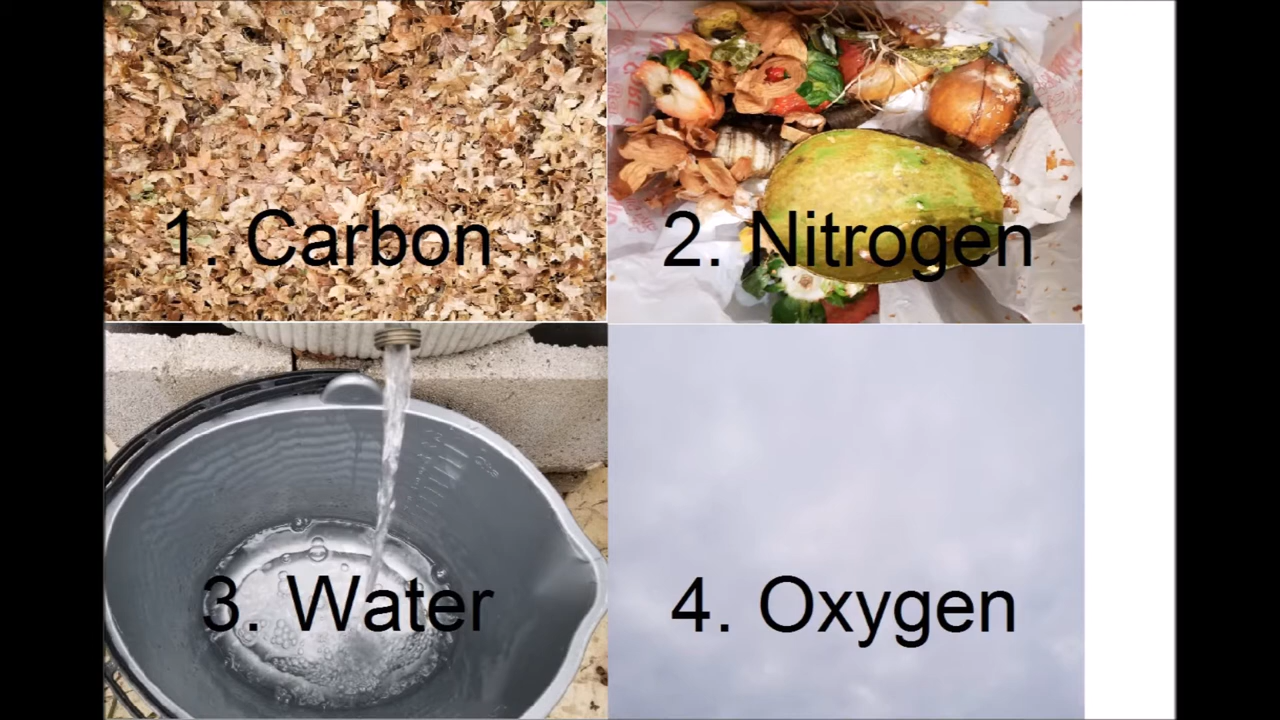 1. Carbon
2. Nitrogen
3. Water
4. Oxygen